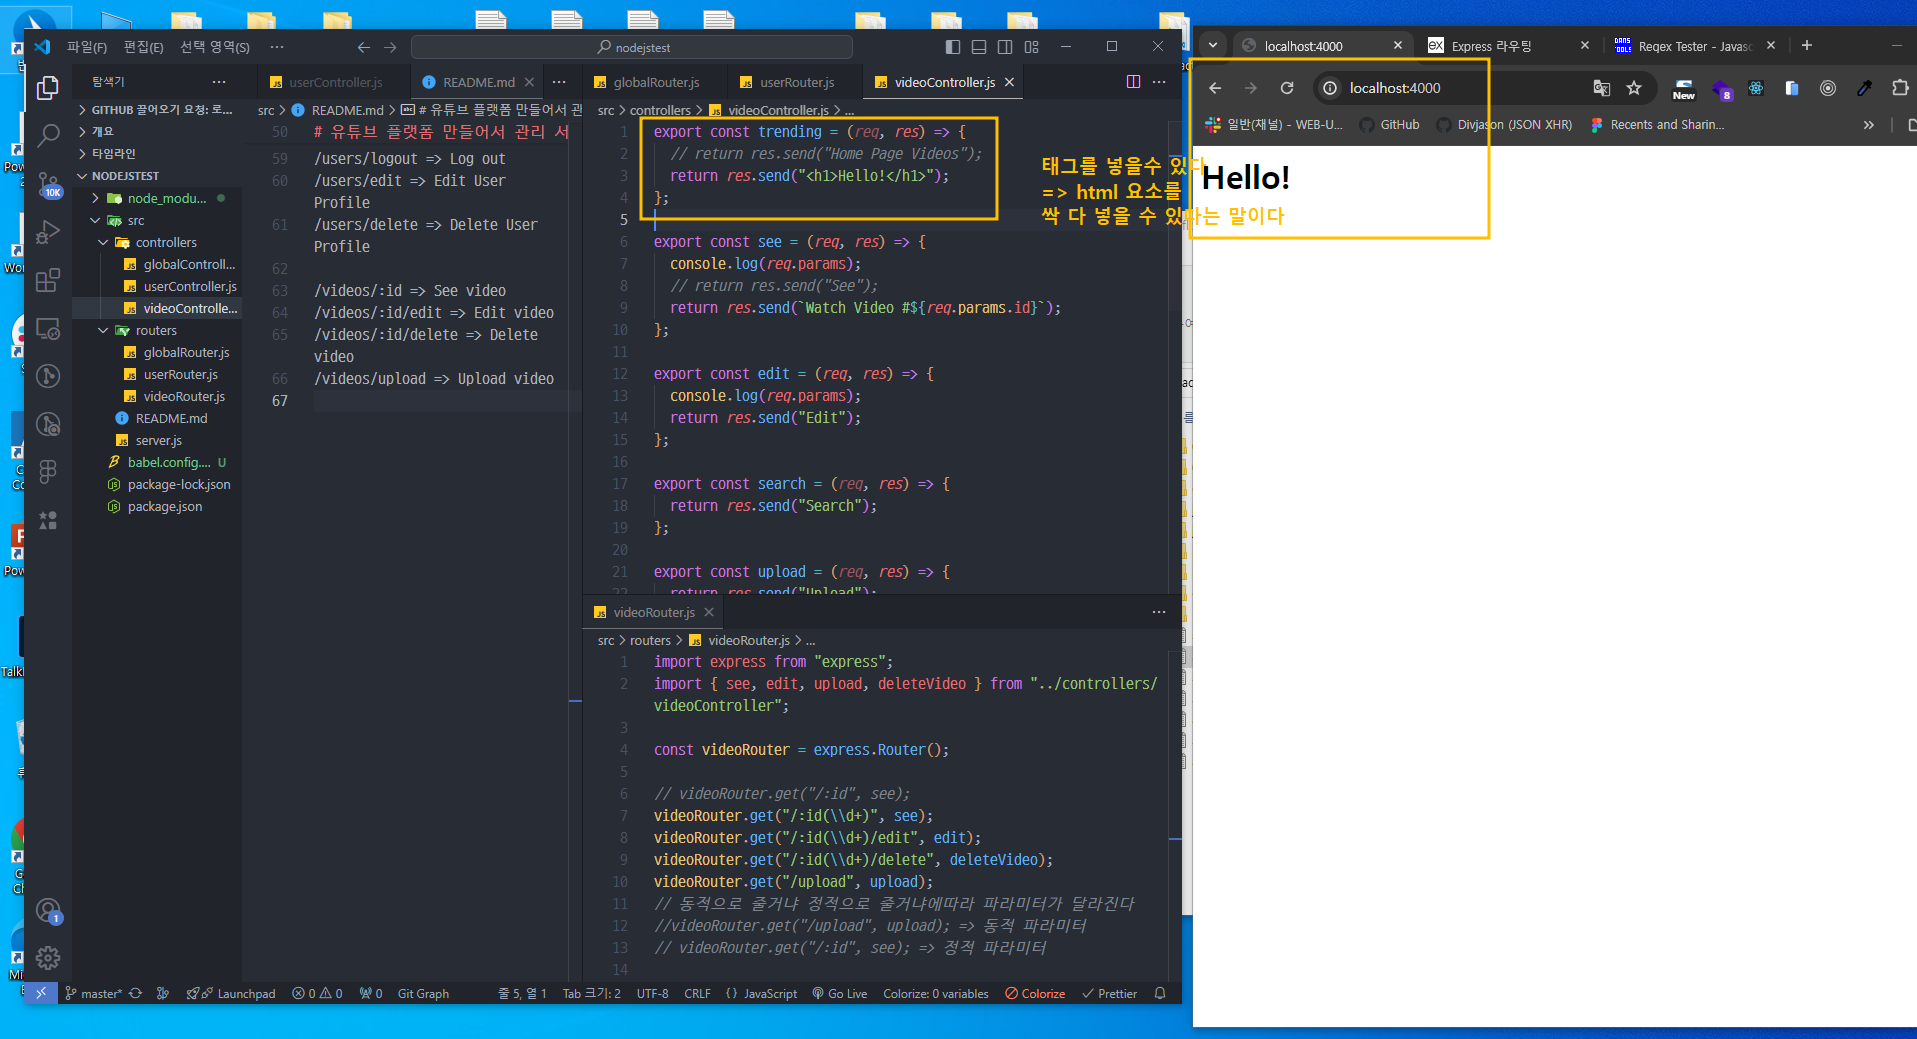 파일(F) 편집(E) 선택 영역(S) ···
nodejstest
탐색기
GITHUB 끌어오기 요청: 로...
개요
타임라인
NODEJSTEST
node_modu...
src
controllers
globalControll...
userController.js
videoControlle...
routers
globalRouter.js
userRouter.js
videoRouter.js
README.md
server.js
babel.config.... U
package-lock.json
package.json
10K
1
userController.js README.md
src > README.md > # 유튜브 플랫폼 만들어서 관
50 # 유튜브 플랫폼 만들어서 관리 서
59 /users/logout => Log out
60 /users/edit => Edit User
Profile
61 /users/delete => Delete User
Profile
62
63 /videos/:id => See video
64 /videos/:id/edit => Edit video
65 /videos/:id/delete => Delete
video
66 /videos/upload => Upload video
67
globalRouter.js userRouter.js videoController.js
src > controllers > videoController.js > ...
1 export const trending = (req, res) => {
2 // return res.send("Home Page Videos");
3 return res.send("<h1>Hello!</h1>");
4 };
5
6 export const see = (req, res) => {
7 console.log(req.params);
8 // return res.send("See");
9 return res.send(`Watch Video #${req.params.id}`);
10 };
11
12 export const edit = (req, res) => {
13 console.log(req.params);
14 return res.send("Edit");
15 };
16
17 export const search = (req, res) => {
18 return res.send("Search");
19 };
20
21 export const upload = (req, res) => {
22 return res.send("Upload");
videoRouter.js
src > routers > videoRouter.js > ...
1 import express from "express";
2 import { see, edit, upload, deleteVideo } from "../controllers/
videoController";
3
4 const videoRouter = express.Router();
5
6 // videoRouter.get("/:id", see);
7 videoRouter.get("/:id(\\d+)", see);
8 videoRouter.get("/:id(\\d+)/edit", edit);
9 videoRouter.get("/:id(\\d+)/delete", deleteVideo);
10 videoRouter.get("/upload", upload);
11 // 동적으로 줄거냐 정적으로 줄거냐에따라 파라미터가 달라진다
12 //videoRouter.get("/upload", upload); => 동적 파라미터
13 // videoRouter.get("/:id", see); => 정적 파라미터
14
master* Launchpad 0 0 0 Git Graph 줄 5, 열 1 Tab 크기: 2 UTF-8 CRLF {} JavaScript Go Live Colorize: 0 variables Colorize Prettier
태그를 넣을수 있다
=> html 요소를
싹 다 넣을 수 있다는 말이다
localhost:4000 Express 라우팅 Reqex Tester - Javasc
localhost:4000
New
8
일반(채널) - WEB-U... GitHub Divjason (JSON XHR) Recents and Sharin...
Hello!